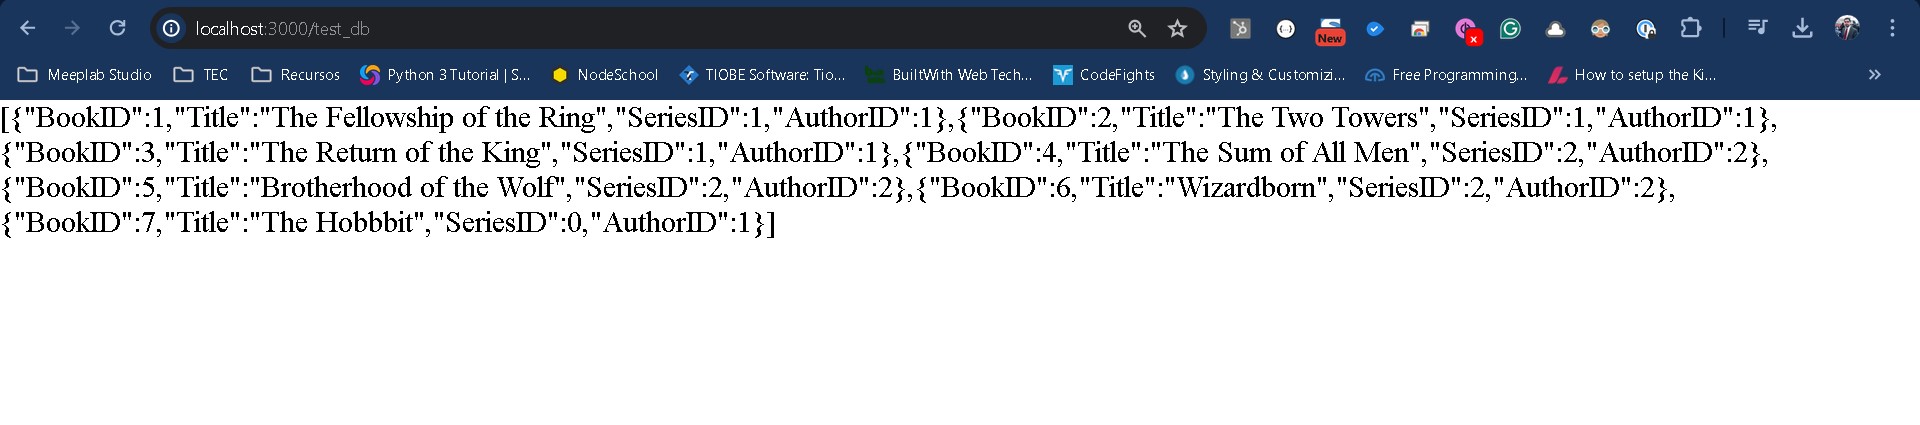 localhost:3000/test_db
New
Meeplab Studio TEC Recursos Python 3 Tutorial | S... NodeSchool TIOBE Software: Tio... BuiltWith Web Tech... CodeFights Styling & Customizi... Free Programming... How to setup the Ki... »
[{"BookID":1,"Title":"The Fellowship of the Ring","SeriesID":1,"AuthorID":1},{"BookID":2,"Title":"The Two Towers","SeriesID":1,"AuthorID":1},
{"BookID":3,"Title":"The Return of the King","SeriesID":1,"AuthorID":1},{"BookID":4,"Title":"The Sum of All Men","SeriesID":2,"AuthorID":2},
{"BookID":5,"Title":"Brotherhood of the Wolf","SeriesID":2,"AuthorID":2},{"BookID":6,"Title":"Wizardborn","SeriesID":2,"AuthorID":2},
{"BookID":7,"Title":"The Hobbbit","SeriesID":0,"AuthorID":1}]